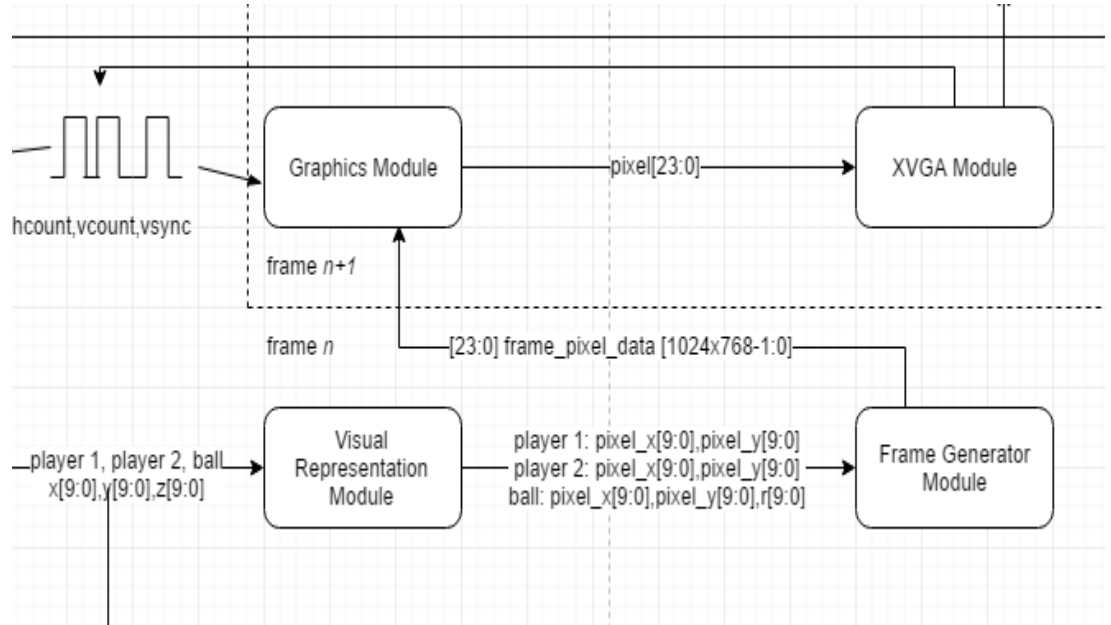 Graphics Module
pixel[23:0]
XVGA Module
hcount,vcount,vsync
frame n+1
frame n
[23:0] frame_pixel_data [1024x768-1:0]
player 1, player 2, ball
x[9:0],y[9:0],z[9:0]
Visual
Representation
Module
player 1: pixel_x[9:0],pixel_y[9:0]
player 2: pixel_x[9:0],pixel_y[9:0]
ball: pixel_x[9:0],pixel_y[9:0],r[9:0]
Frame Generator
Module